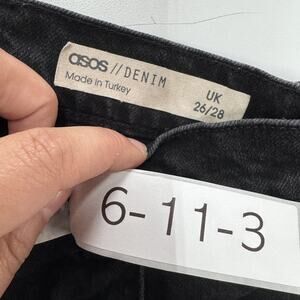 asos // DENIM
Made in Turkey
UK
26/28
6-11-3